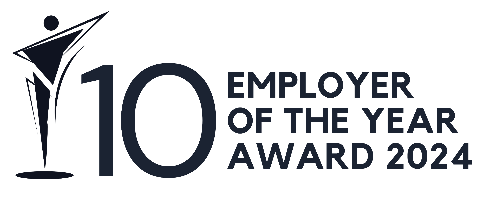 10
EMPLOYER
OF THE YEAR
AWARD 2024